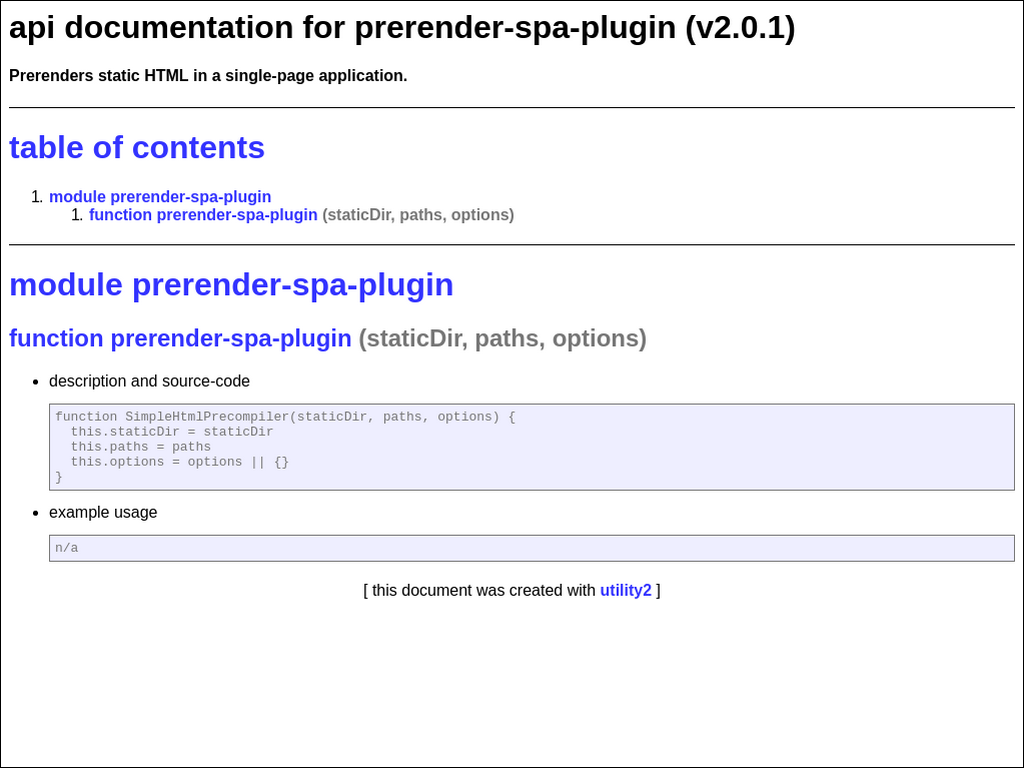 api documentation for prerender-spa-plugin (v2.0.1)
Prerenders static HTML in a single-page application.
table of contents
1. module prerender-spa-plugin
1. function prerender-spa-plugin (staticDir, paths, options)
module prerender-spa-plugin
function prerender-spa-plugin (staticDir, paths, options)
• description and source-code
function SimpleHtmlPrecompiler(staticDir, paths, options) {
  this.staticDir = staticDir
  this.paths = paths
  this.options = options || {}
}
• example usage
n/a
[ this document was created with utility2 ]